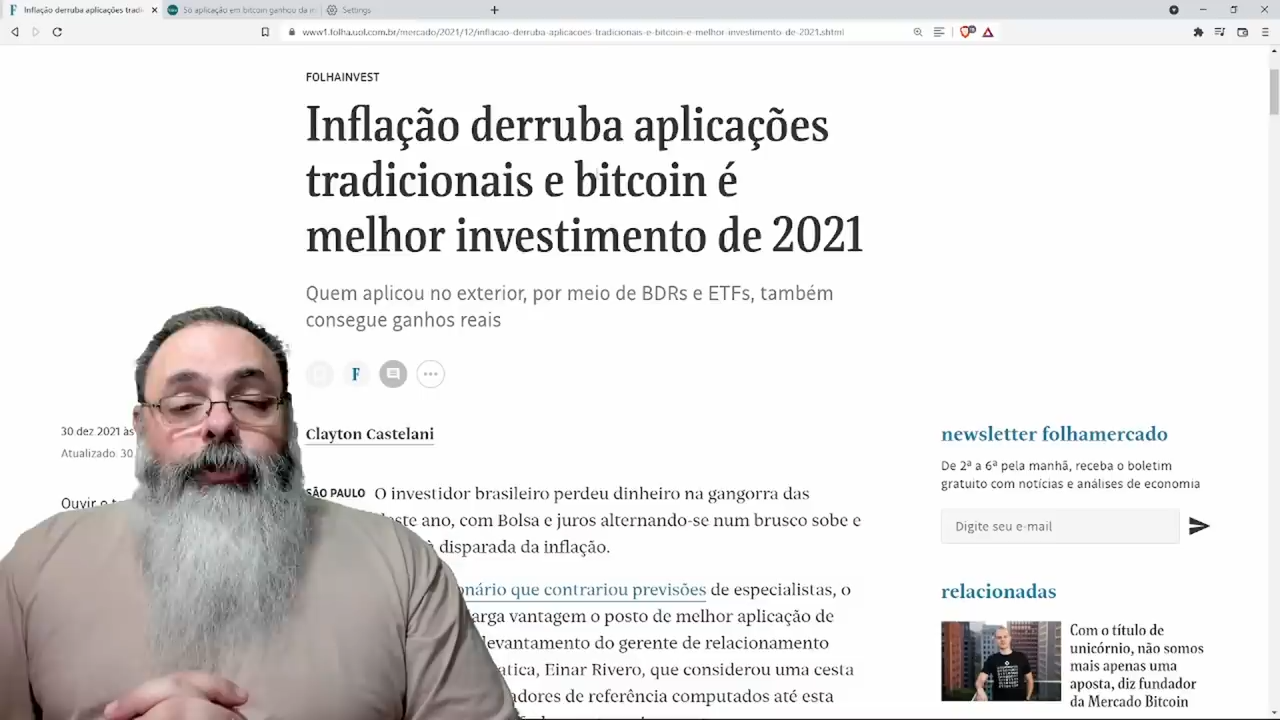 Inflação derruba aplicações tradi
Só aplicação em bitcoin ganhou da in
Settings
www1.folha.uol.com.br/mercado/2021/12/inflacao-derruba-aplicacoes-tradicionais-e-bitcoin-e-melhor-investimento-de-2021.shtml
FOLHAINVEST
Inflação derruba aplicações
tradicionais e bitcoin é
melhor investimento de 2021
Quem aplicou no exterior, por meio de BDRs e ETFs, também
consegue ganhos reais
F
30 dez 2021 às
Atualizado: 30
Ouvir o
Clayton Castelani
SÃO PAULO O investidor brasileiro perdeu dinheiro na gangorra das
deste ano, com Bolsa e juros alternando-se num brusco sobe e
à disparada da inflação.
que contrariou previsões de especialistas, o
larga vantagem o posto de melhor aplicação de
levantamento do gerente de relacionamento
atica, Einar Rivero, que considerou uma cesta
adores de referência computados até esta
newsletter folhamercado
De 2ª a 6ª pela manhã, receba o boletim
gratuito com notícias e análises de economia
Digite seu e-mail
relacionadas
Com o título de
unicórnio, não somos
mais apenas uma
aposta, diz fundador
da Mercado Bitcoin